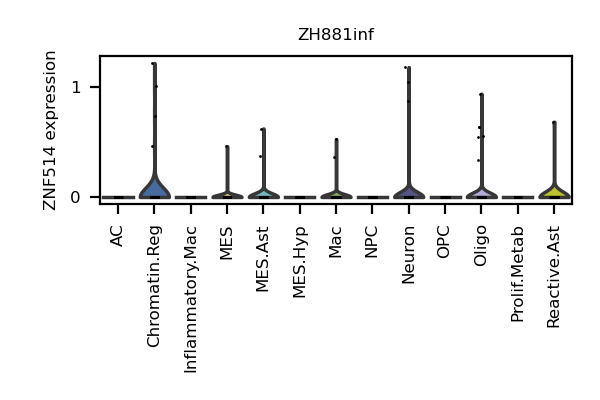 ZH881inf
ZNF514 expression
1
0
AC
Chromatin.Reg
Inflammatory.Mac
MES
MES.Ast
MES.Hyp
Mac
NPC
Neuron
OPC
Oligo
Prolif.Metab
Reactive.Ast